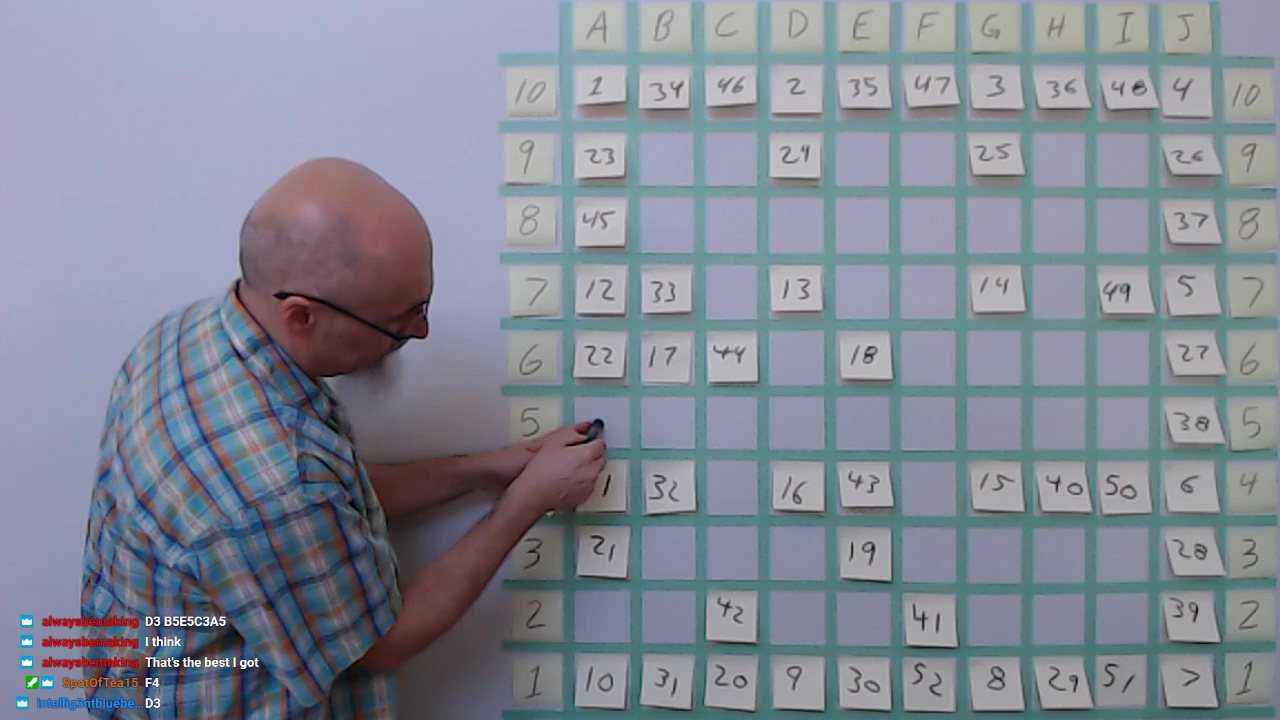 A B C D E F G H I J
10 1 34 46 2 35 47 3 36 48 4 10
9 23 24 25 26 9
8 45 37 8
7 12 33 13 14 49 5 7
6 22 17 44 18 27 6
5 38 5
1 32 16 43 15 40 50 6 4
3 21 19 28 3
2 42 41 39 2
1 10 31 20 9 30 52 8 29 51 7 1
alwaysbemaking D3 B5E5C3A5
alwaysbemaking I think
alwaysbemaking That's the best I got
SpotOfTea15 F4
intellig3ntbluebe... D3